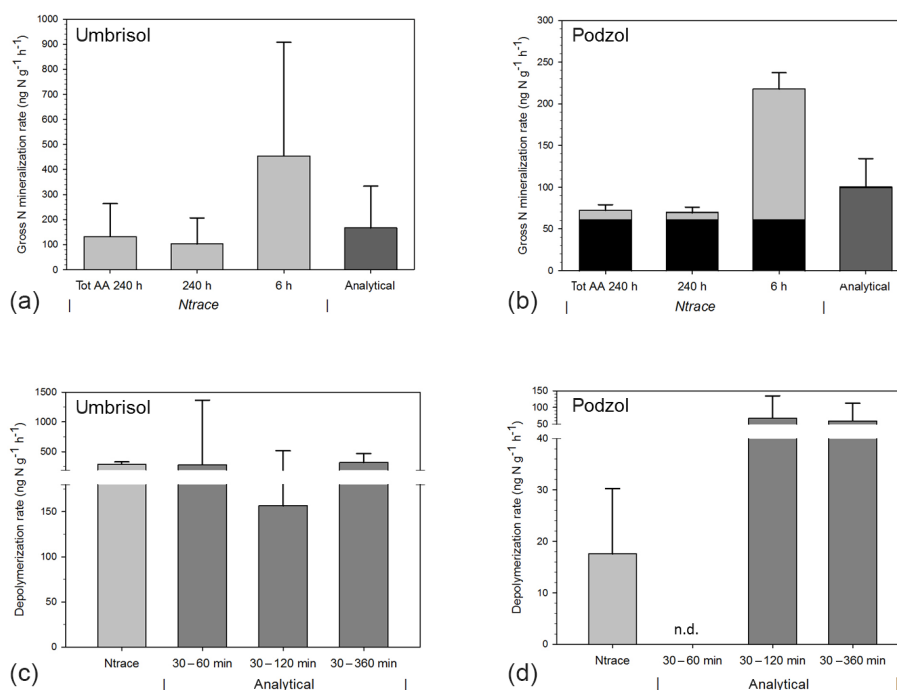 Umbrisol
Gross N mineralization rate (ng N g⁻¹ h⁻¹)
1000
900
800
700
600
500
400
300
200
100
0
Tot AA 240 h 240 h 6 h Analytical
| Ntrace |
(a)
Podzol
Gross N mineralization rate (ng N g⁻¹ h⁻¹)
300
250
200
150
100
50
0
Tot AA 240 h 240 h 6 h Analytical
| Ntrace |
(b)
Umbrisol
Depolymerization rate (ng N g⁻¹ h⁻¹)
1500
1250
1000
750
500
150
100
50
0
Ntrace 30–60 min 30–120 min 30–360 min
| Analytical |
(c)
Podzol
Depolymerization rate (ng N g⁻¹ h⁻¹)
150
100
50
40
30
20
10
0
n.d.
Ntrace 30–60 min 30–120 min 30–360 min
| Analytical |
(d)